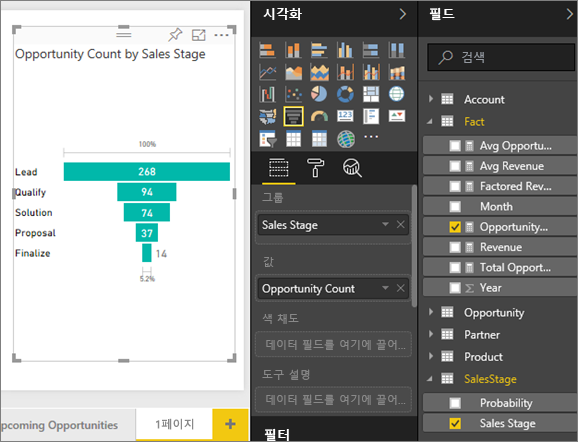 Opportunity Count by Sales Stage
100%
Lead 268
Qualify 94
Solution 74
Proposal 37
Finalize 14
5.2%
pcoming Opportunities
1페이지
시각화
123
R
그룹
Sales Stage
값
Opportunity Count
색 채도
데이터 필드를 여기에 끌어...
도구 설명
데이터 필드를 여기에 끌어...
필터
필드
검색
Account
Fact
Avg Opportu...
Avg Revenue
Factored Rev...
Month
Opportunity...
Revenue
Total Opport...
Year
Opportunity
Partner
Product
SalesStage
Probability
Sales Stage